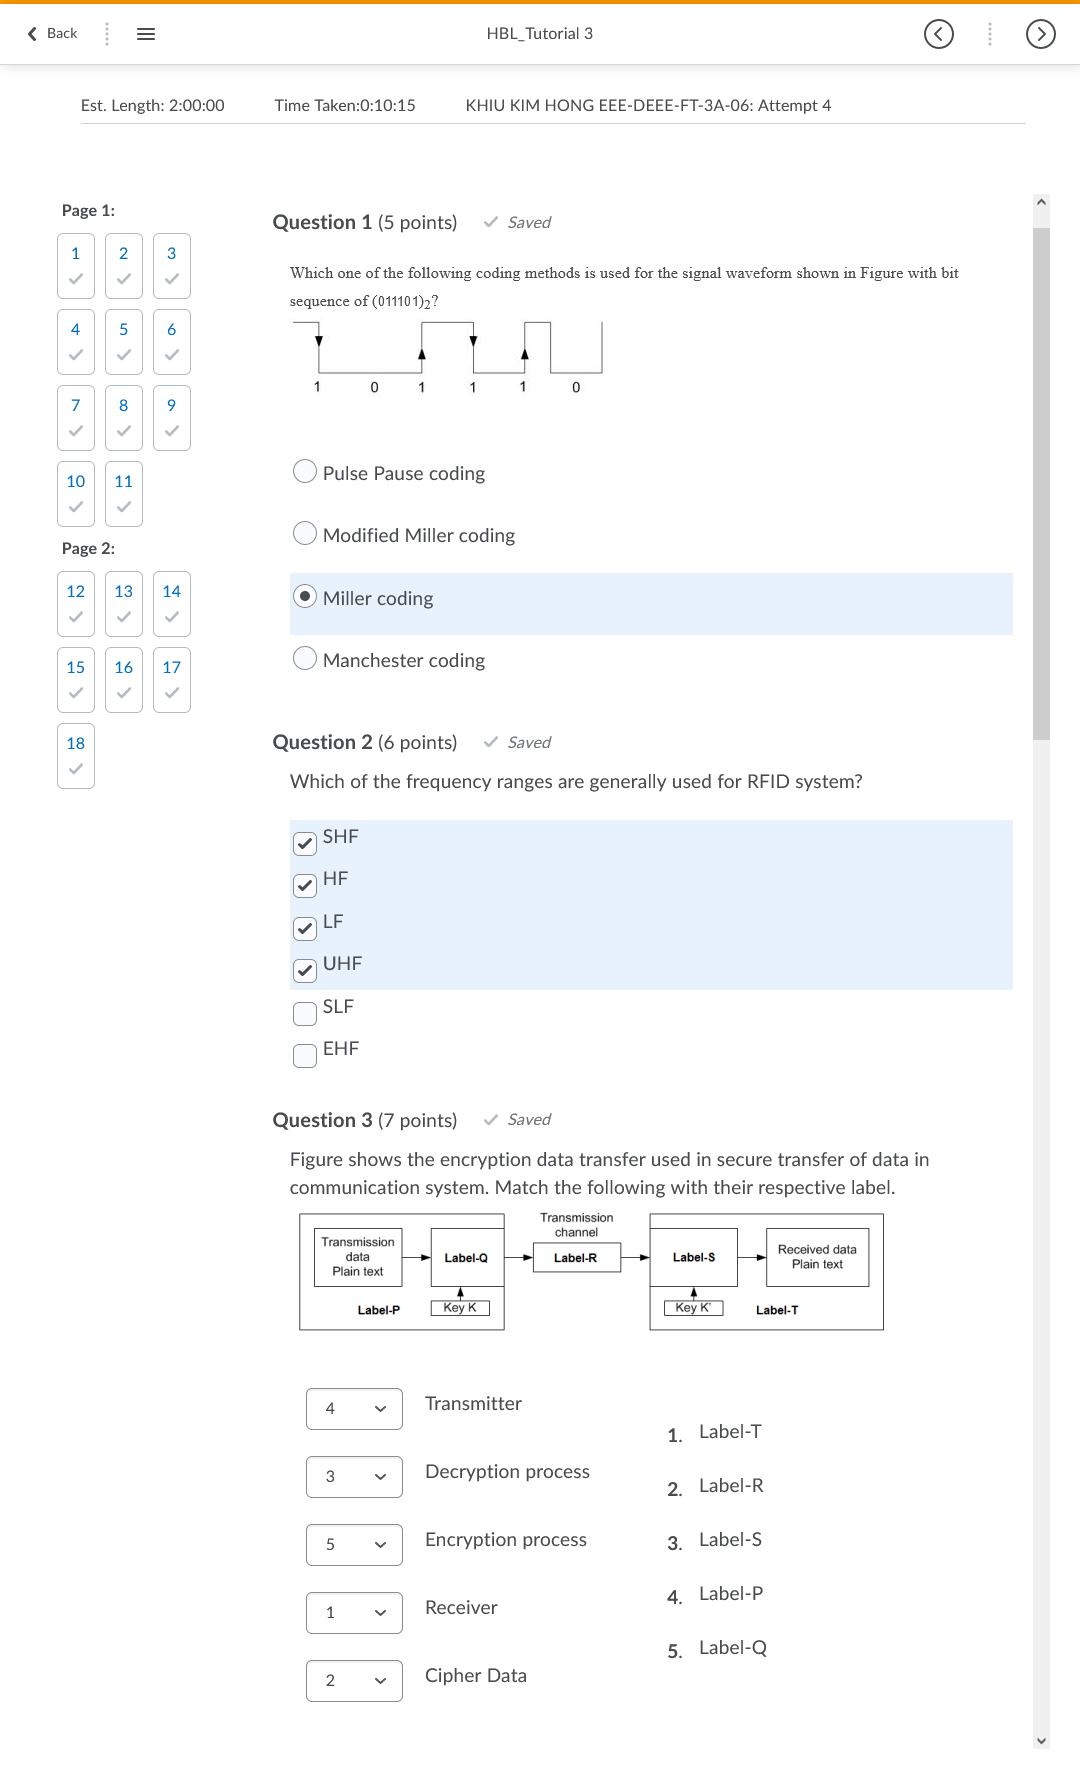 Back
HBL_Tutorial 3
Est. Length: 2:00:00 Time Taken:0:10:15 KHIU KIM HONG EEE-DEEE-FT-3A-06: Attempt 4
Page 1:
1 2 3
4 5 6
7 8 9
10 11
Page 2:
12 13 14
15 16 17
18
Question 1 (5 points) Saved
Which one of the following coding methods is used for the signal waveform shown in Figure with bit
sequence of (011101)2?
1 0 1 1 1 0
Pulse Pause coding
Modified Miller coding
Miller coding
Manchester coding
Question 2 (6 points) Saved
Which of the frequency ranges are generally used for RFID system?
SHF
HF
LF
UHF
SLF
EHF
Question 3 (7 points) Saved
Figure shows the encryption data transfer used in secure transfer of data in
communication system. Match the following with their respective label.
Transmission
data
Plain text
Label-P
Label-Q
Key K
Transmission
channel
Label-R
Label-S
Key K'
Received data
Plain text
Label-T
4 Transmitter
3 Decryption process
5 Encryption process
1 Receiver
2 Cipher Data
1. Label-T
2. Label-R
3. Label-S
4. Label-P
5. Label-Q